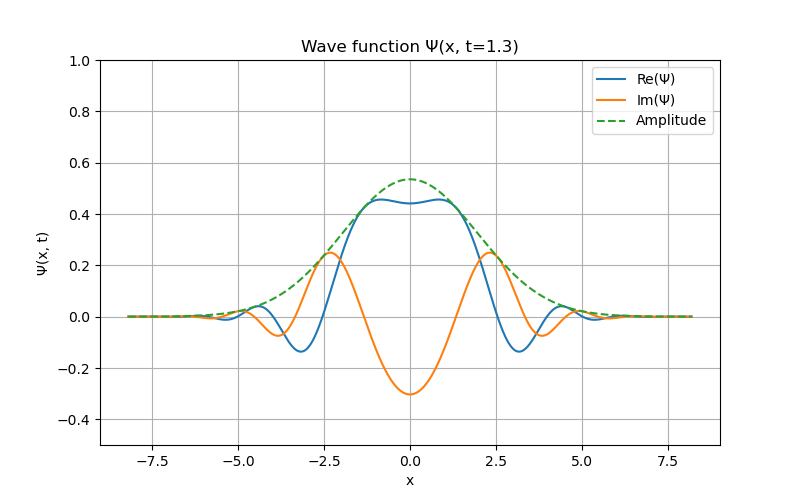 Wave function Ψ(x, t=1.3)
Re(Ψ)
Im(Ψ)
Amplitude
Ψ(x, t)
1.0
0.8
0.6
0.4
0.2
0.0
−0.2
−0.4
−7.5 −5.0 −2.5 0.0 2.5 5.0 7.5
x